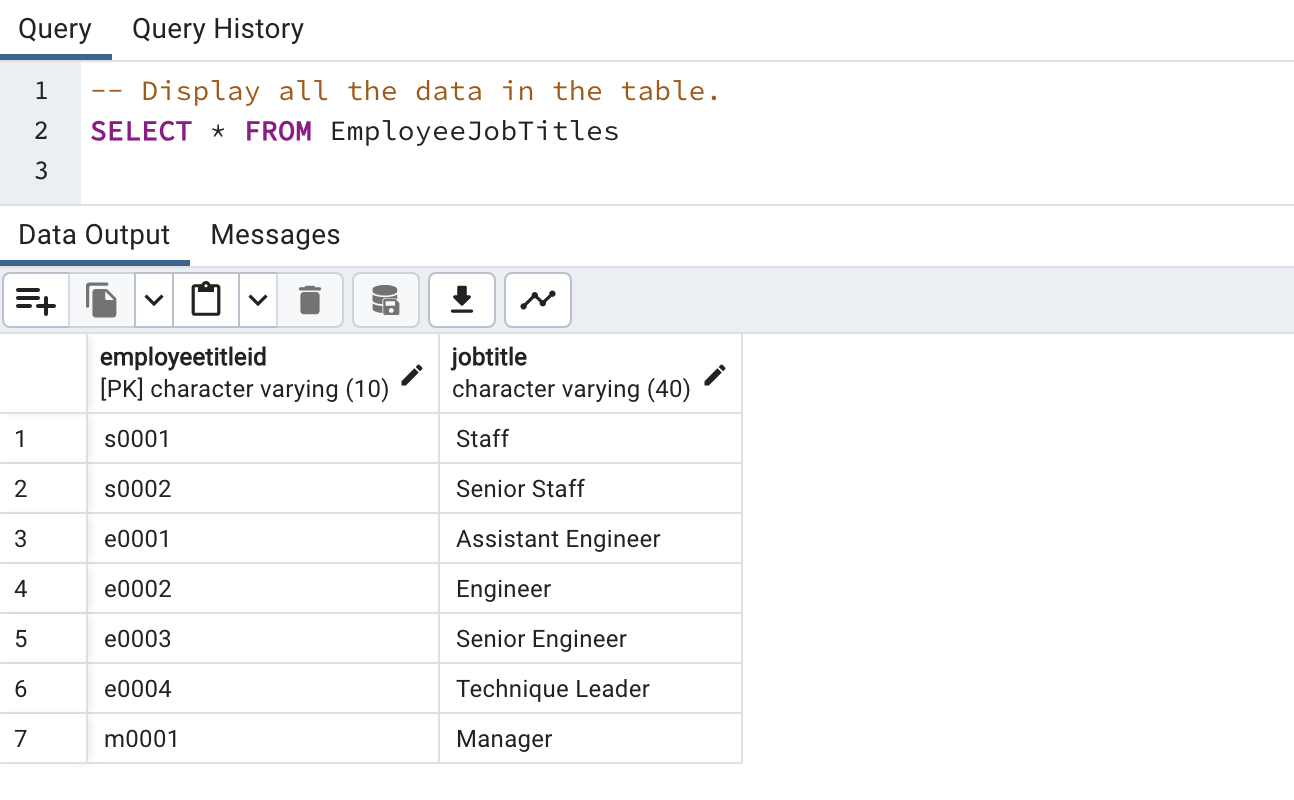 Query Query History
1 -- Display all the data in the table.
2 SELECT * FROM EmployeeJobTitles
3
Data Output Messages
employeetitleid jobtitle
[PK] character varying (10) character varying (40)
1 s0001 Staff
2 s0002 Senior Staff
3 e0001 Assistant Engineer
4 e0002 Engineer
5 e0003 Senior Engineer
6 e0004 Technique Leader
7 m0001 Manager